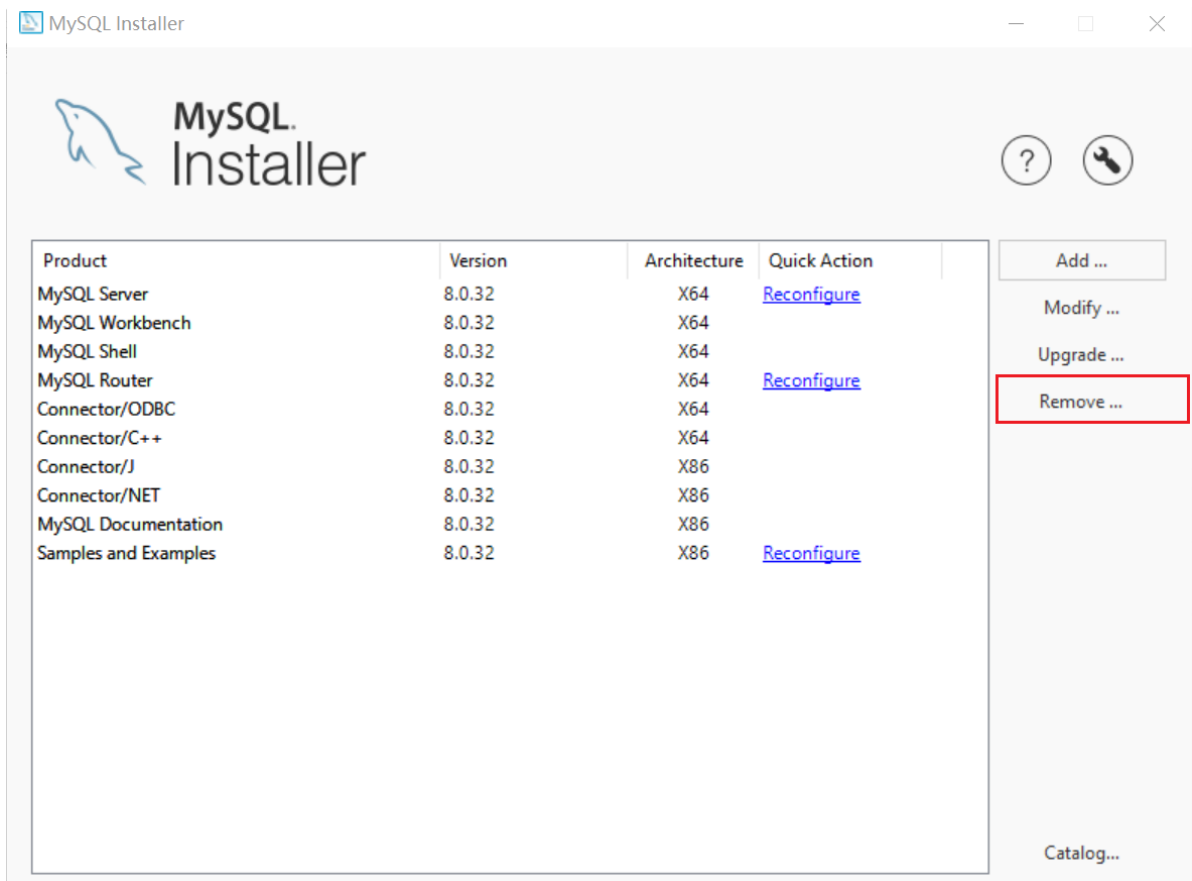 MySQL Installer
MySQL.
Installer
?
Product Version Architecture Quick Action
Add ...
MySQL Server 8.0.32 X64 Reconfigure
Modify ...
MySQL Workbench 8.0.32 X64
MySQL Shell 8.0.32 X64
Upgrade ...
MySQL Router 8.0.32 X64 Reconfigure
Remove ...
Connector/ODBC 8.0.32 X64
Connector/C++ 8.0.32 X64
Connector/J 8.0.32 X86
Connector/NET 8.0.32 X86
MySQL Documentation 8.0.32 X86
Samples and Examples 8.0.32 X86 Reconfigure
Catalog...